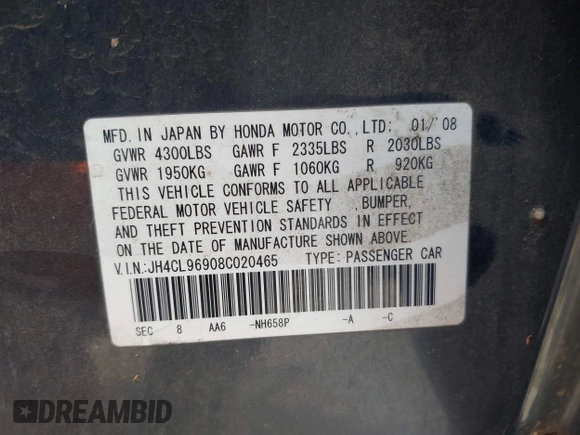 MFD. IN JAPAN BY HONDA MOTOR CO.,LTD: 01/'08
GVWR 4300LBS GAWR F 2335LBS R 2030LBS
GVWR 1950KG GAWR F 1060KG R 920KG
THIS VEHICLE CONFORMS TO ALL APPLICABLE
FEDERAL MOTOR VEHICLE SAFETY ,BUMPER,
AND THEFT PREVENTION STANDARDS IN EFFECT
ON THE DATE OF MANUFACTURE SHOWN ABOVE.
V.I.N.:JH4CL96908C020465 TYPE: PASSENGER CAR
SEC 8 AA6 -NH658P -A -C
DREAMBID